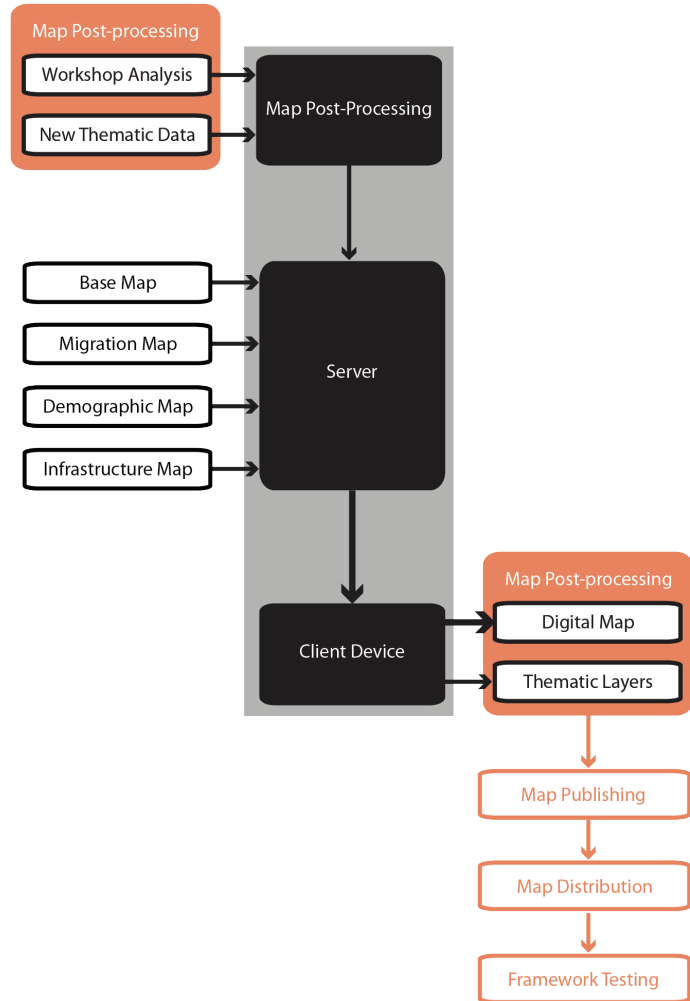 Map Post-processing
Workshop Analysis
New Thematic Data
Map Post-Processing
Base Map
Migration Map
Demographic Map
Infrastructure Map
Server
Client Device
Map Post-processing
Digital Map
Thematic Layers
Map Publishing
Map Distribution
Framework Testing